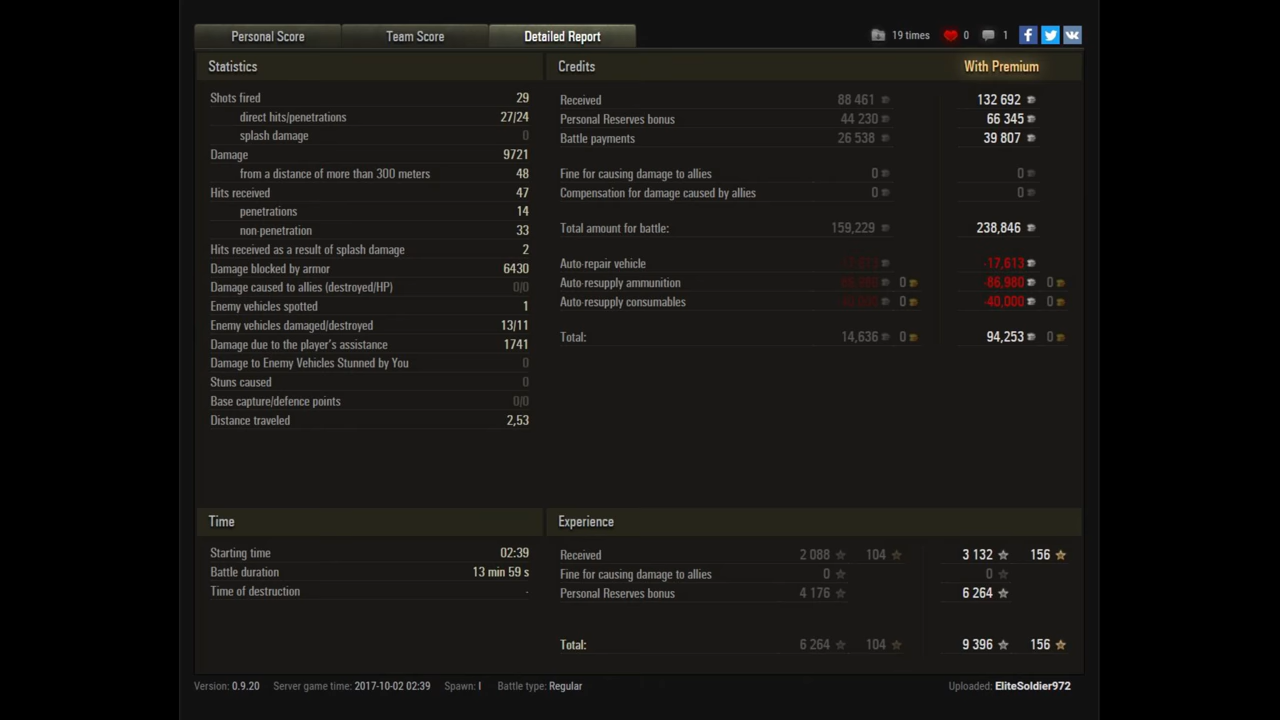 Personal Score Team Score Detailed Report 19 times 0 1
Statistics
Shots fired 29
direct hits/penetrations 27/24
splash damage 0
Damage 9721
from a distance of more than 300 meters 48
Hits received 47
penetrations 14
non-penetration 33
Hits received as a result of splash damage 2
Damage blocked by armor 6430
Damage caused to allies (destroyed/HP) 0/0
Enemy vehicles spotted 1
Enemy vehicles damaged/destroyed 13/11
Damage due to the player's assistance 1741
Damage to Enemy Vehicles Stunned by You 0
Stuns caused 0
Base capture/defence points 0/0
Distance traveled 2,53
Credits With Premium
Received 88 461 132 692
Personal Reserves bonus 44 230 66 345
Battle payments 26 538 39 807
Fine for causing damage to allies 0 0
Compensation for damage caused by allies 0 0
Total amount for battle: 159,229 238,846
Auto-repair vehicle -17,613
Auto-resupply ammunition 0 -86,980 0
Auto-resupply consumables 0 -40,000 0
Total: 14,636 0 94,253 0
Time
Starting time 02:39
Battle duration 13 min 59 s
Time of destruction -
Experience
Received 2 088 104 3 132 156
Fine for causing damage to allies 0 0
Personal Reserves bonus 4 176 6 264
Total: 6 264 104 9 396 156
Version: 0.9.20 Server game time: 2017-10-02 02:39 Spawn: I Battle type: Regular Uploaded: EliteSoldier972